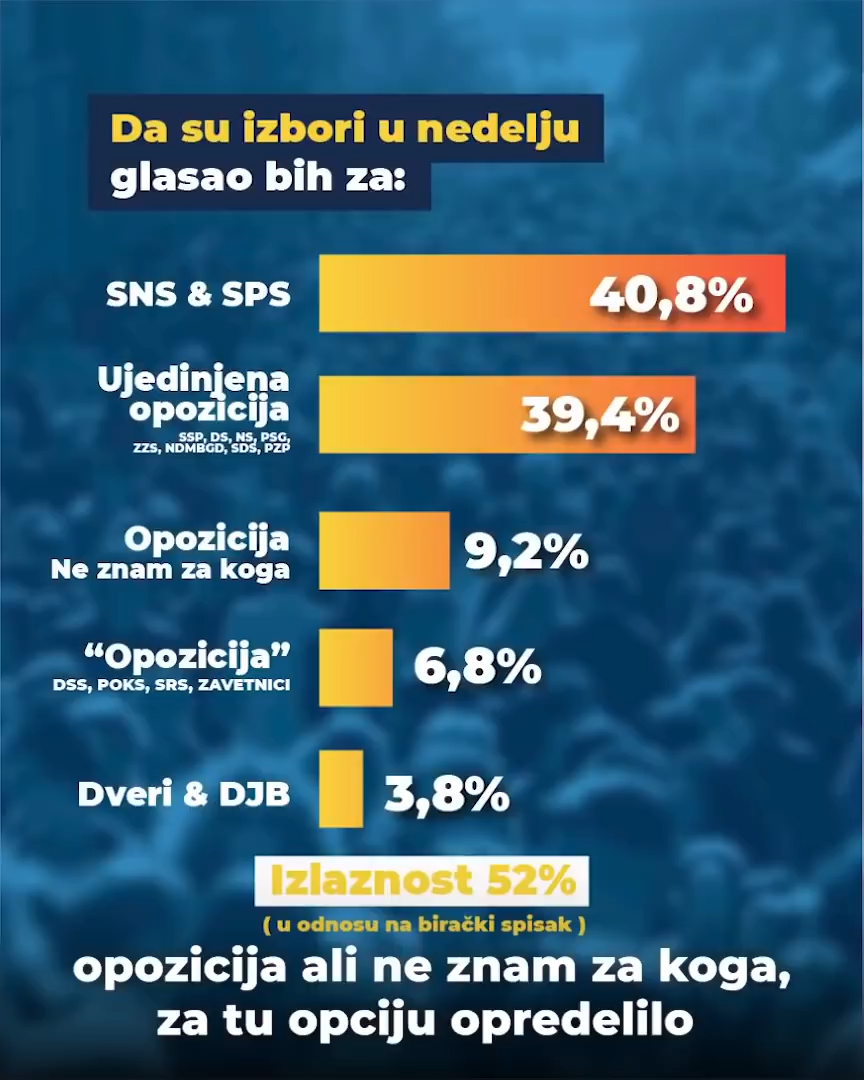 Da su izbori u nedelju
glasao bih za:
SNS & SPS
40,8%
Ujedinjena
opozicija
SSP, DS, NS, PSG,
ZZS, NDMBGD, SDS, PZP
39,4%
Opozicija
Ne znam za koga
9,2%
“Opozicija”
DSS, POKS, SRS, ZAVETNICI
6,8%
Dveri & DJB
3,8%
Izlaznost 52%
( u odnosu na birački spisak )
opozicija ali ne znam za koga,
za tu opciju opredelilo